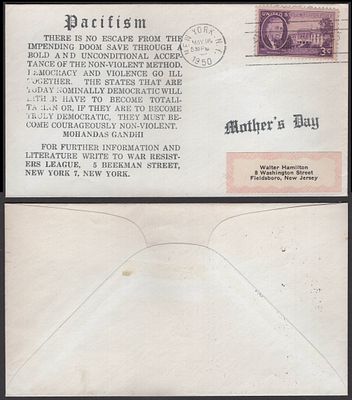 Pacifism
THERE IS NO ESCAPE FROM THE
IMPENDING DOOM SAVE THROUGH A
BOLD AND UNCONDITIONAL ACCEP-
TANCE OF THE NON-VIOLENT METHOD.
DEMOCRACY AND VIOLENCE GO ILL
TOGETHER. THE STATES THAT ARE
TODAY NOMINALLY DEMOCRATIC WILL
EITHER HAVE TO BECOME TOTALI-
TARIAN OR, IF THEY ARE TO BECOME
TRULY DEMOCRATIC, THEY MUST BE-
COME COURAGEOUSLY NON-VIOLENT.
MOHANDAS GANDHI
FOR FURTHER INFORMATION AND
LITERATURE WRITE TO WAR RESIST-
ERS LEAGUE, 5 BEEKMAN STREET,
NEW YORK 7, NEW YORK.
NEW YORK, N.Y.
MAY
PM
1950
3¢
Mother's Day
Walter Hamilton
8 Washington Street
Fieldsboro, New Jersey